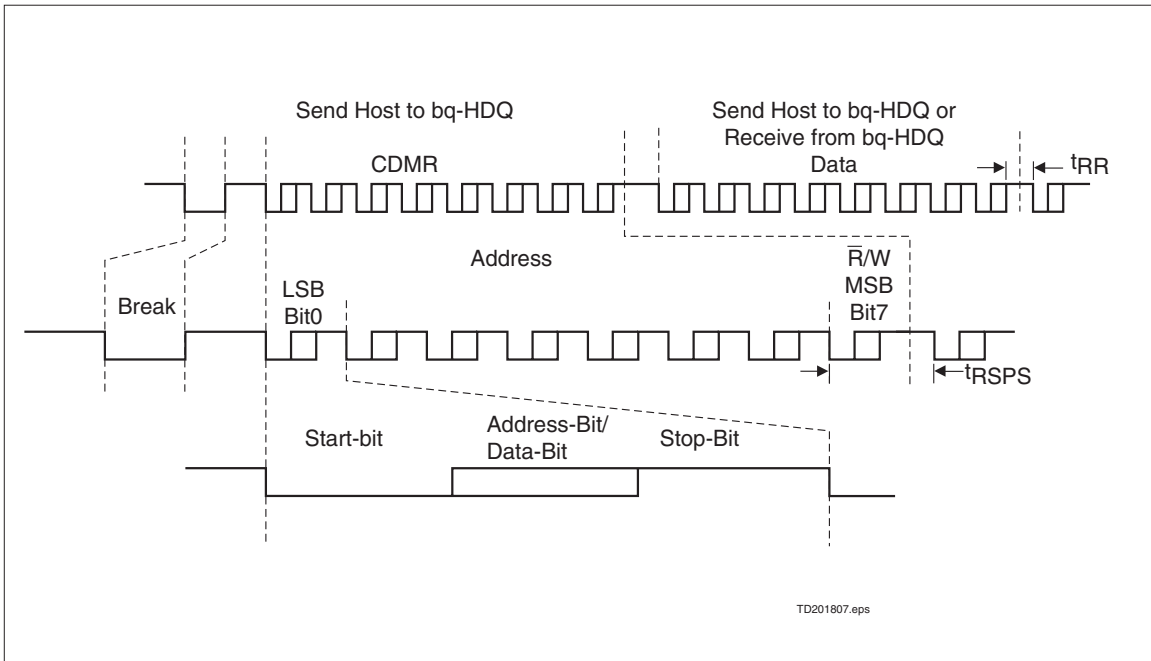 Send Host to bq-HDQ
Send Host to bq-HDQ or
Receive from bq-HDQ
CDMR
Data
tRR
Address
R̅/W
MSB
Bit7
LSB
Bit0
Break
tRSPS
Start-bit
Address-Bit/
Data-Bit
Stop-Bit
TD201807.eps